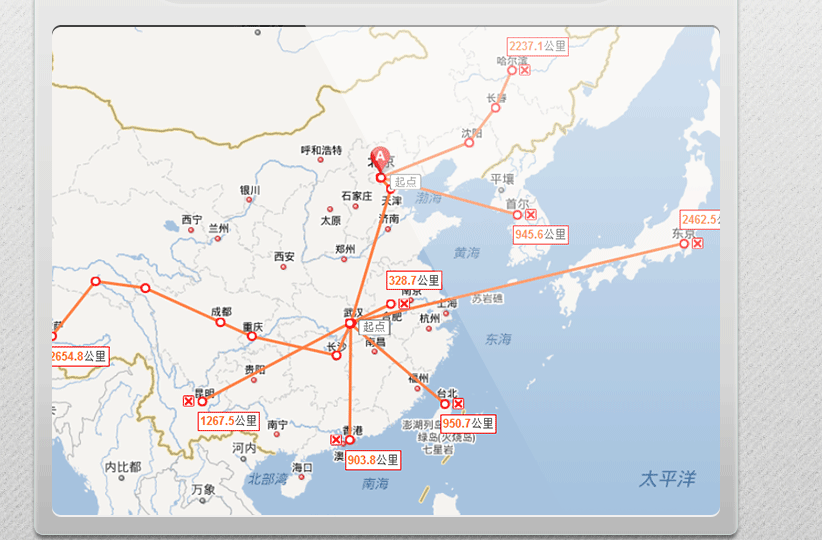 2237.1公里
哈尔滨
长春
沈阳
A
北京
呼和浩特
起点
平壤
银川
石家庄
天津
渤海
首尔
西宁
太原
济南
2462.5
兰州
945.6公里
东京
西安
郑州
黄海
328.7公里
南京
苏岩礁
成都
武汉
合肥
上海
重庆
起点
杭州
东海
长沙
南昌
2654.8公里
贵阳
福州
昆明
台北
1267.5公里
950.7公里
南宁
香港
澎湖列岛
绿岛(火烧岛)
七星岩
河内
澳
903.8公里
内比都
海口
北部湾
南海
太平洋
万象